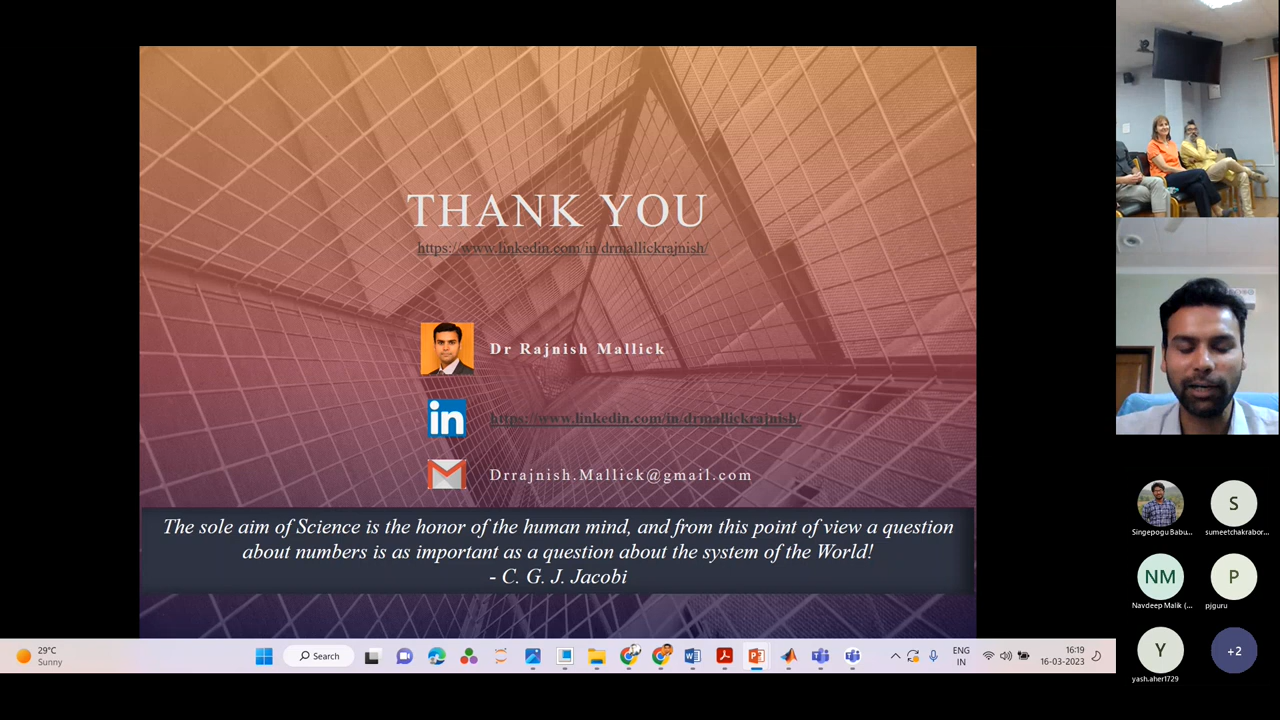 THANK YOU
https://www.linkedin.com/in/drmallickrajnish/
Dr Rajnish Mallick
in
https://www.linkedin.com/in/drmallickrajnish/
Drrajnish.Mallick@gmail.com
The sole aim of Science is the honor of the human mind, and from this point of view a question
about numbers is as important as a question about the system of the World!
- C. G. J. Jacobi
S
Singepogu Babu...
sumeetchakrabor...
NM
P
Navdeep Malik (...
pjguru
Y
+2
yash.aher1729
29°C
Sunny
Search
ENG
IN
16:19
16-03-2023